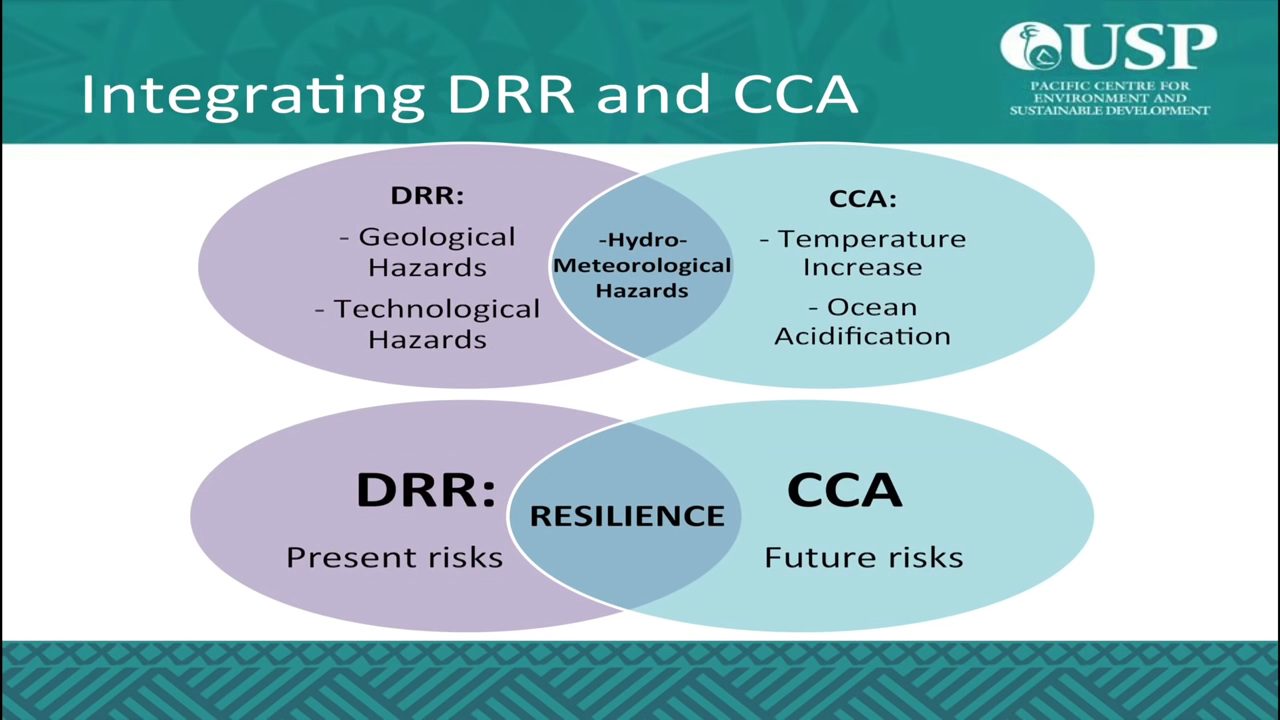 Integrating DRR and CCA
USP
PACIFIC CENTRE FOR
ENVIRONMENT AND
SUSTAINABLE DEVELOPMENT
DRR:
- Geological
Hazards
- Technological
Hazards
-Hydro-
Meteorological
Hazards
CCA:
- Temperature
Increase
- Ocean
Acidification
DRR:
Present risks
RESILIENCE
CCA
Future risks